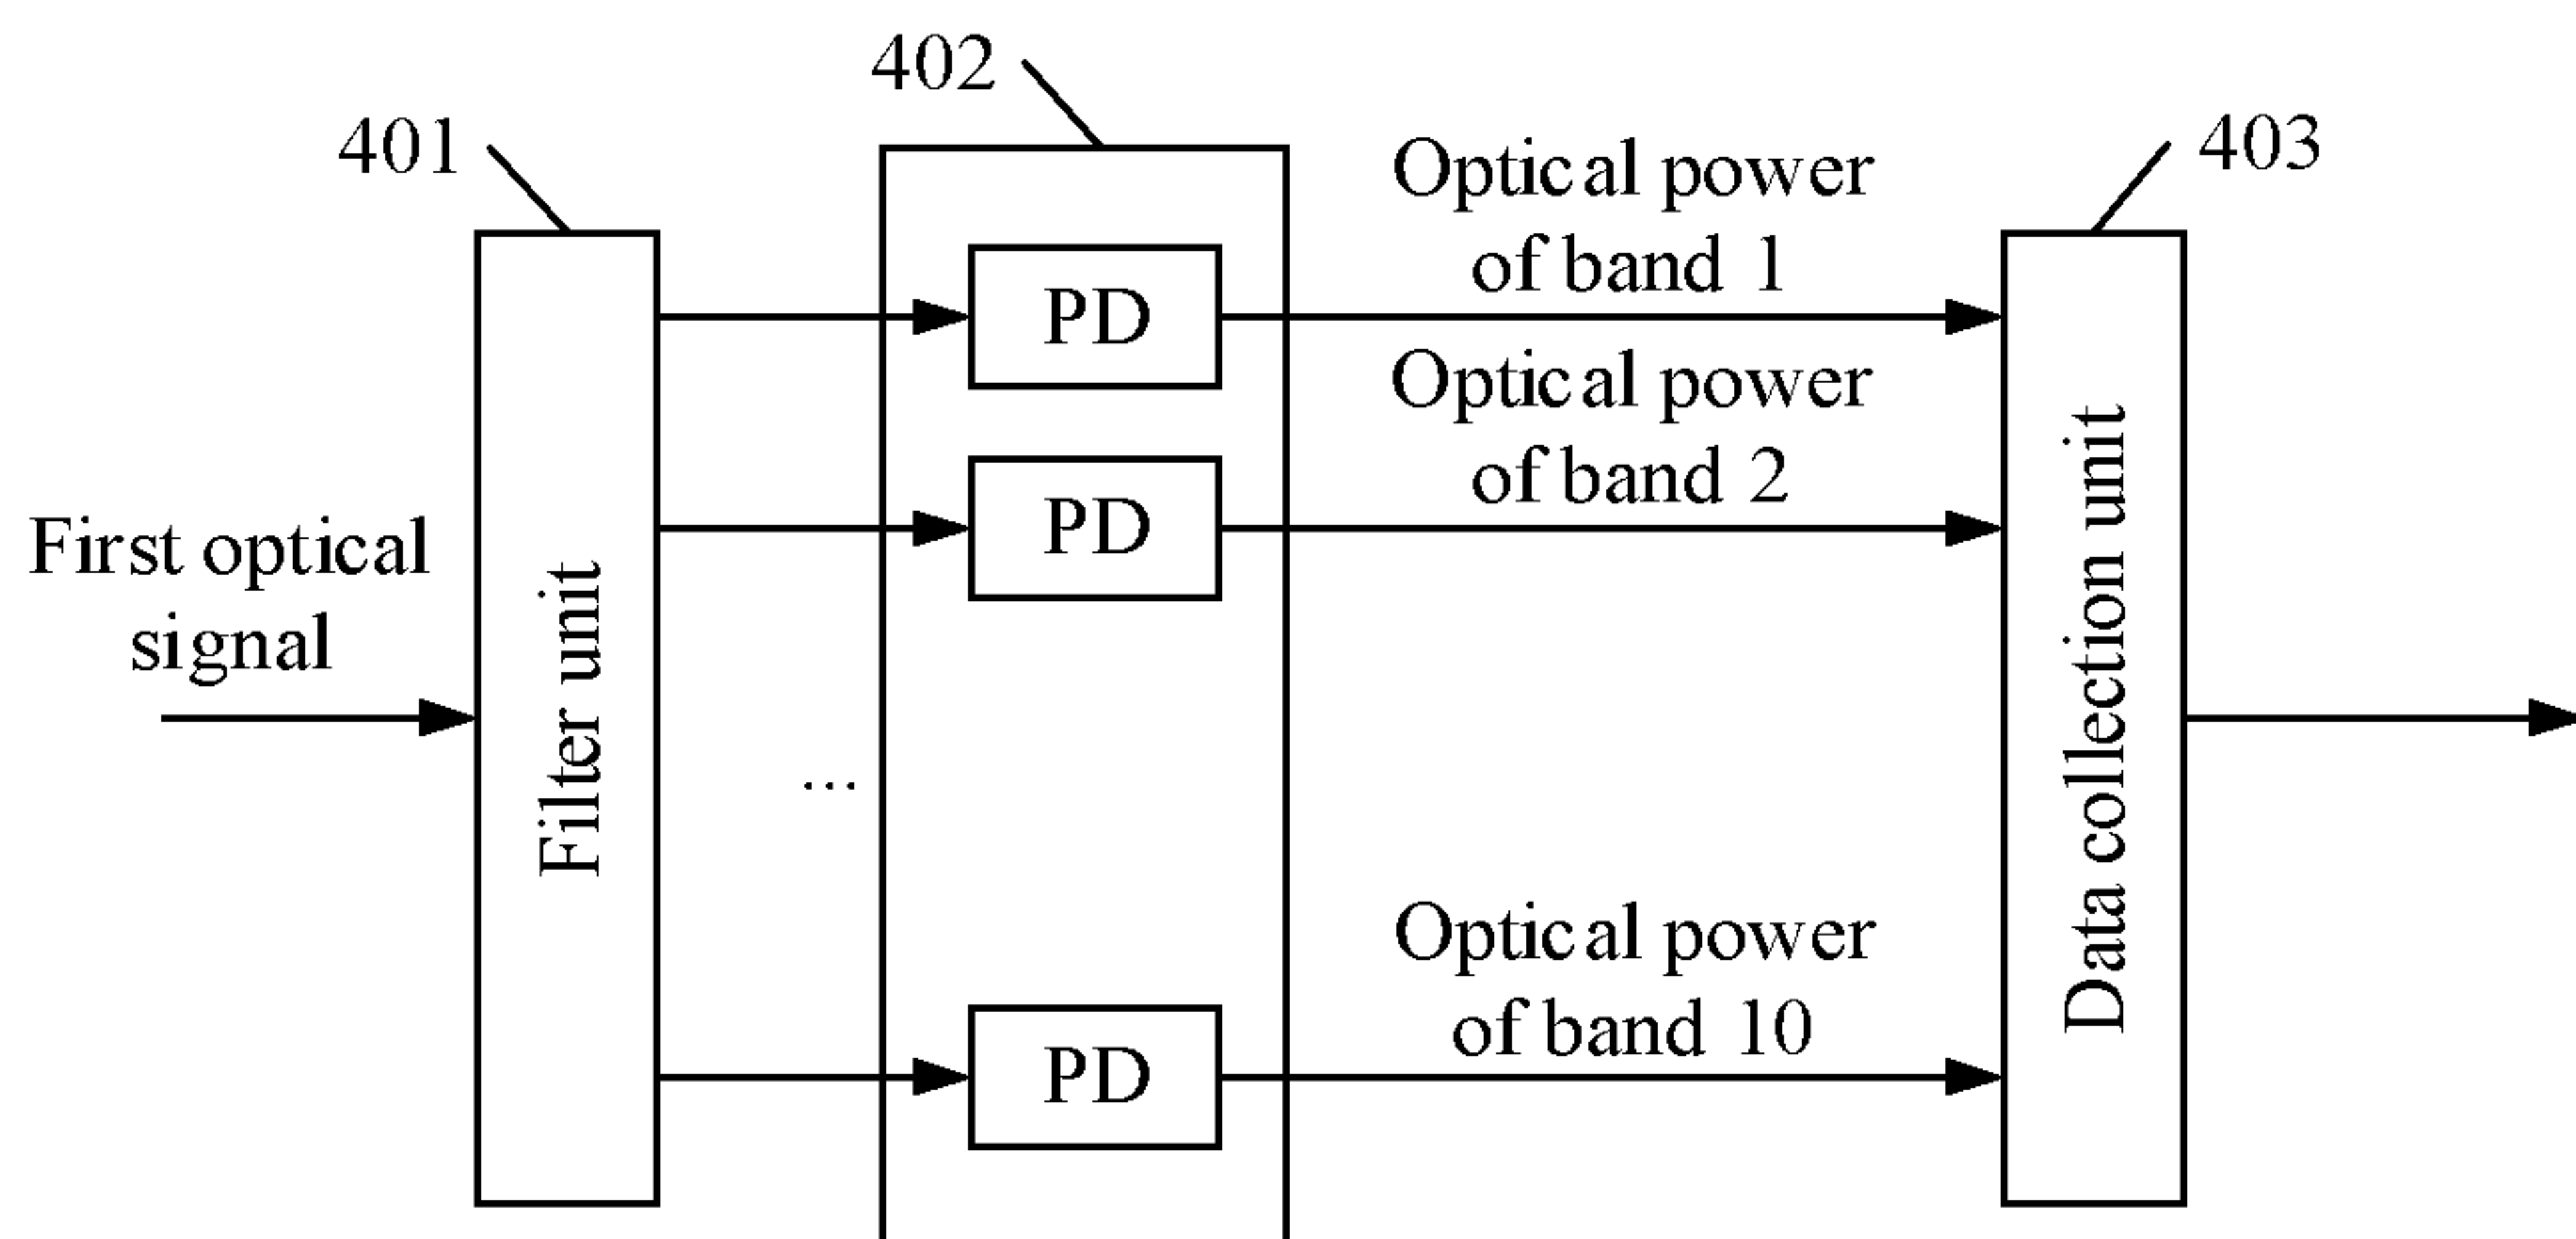 402
401
403
Optical power
of band 1
PD
Optical power
of band 2
PD
First optical
signal
Filter unit
...
Data collection unit
Optical power
of band 10
PD